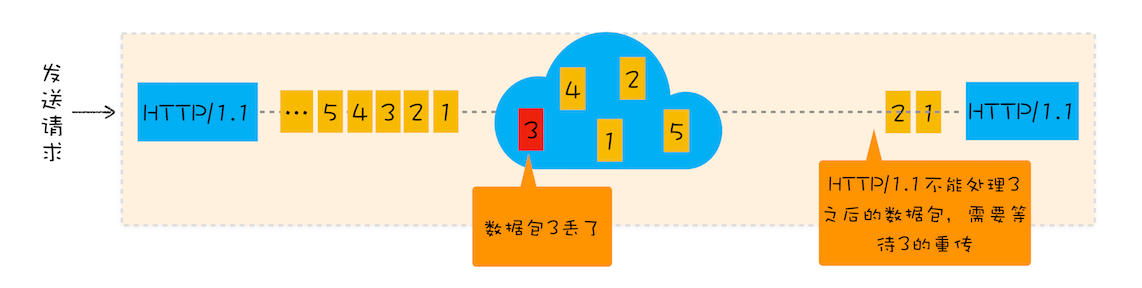 发送请求
HTTP/1.1
… 5 4 3 2 1
4
2
3
1
5
2 1
HTTP/1.1
数据包3丢了
HTTP/1.1不能处理3
之后的数据包，需要等
待3的重传